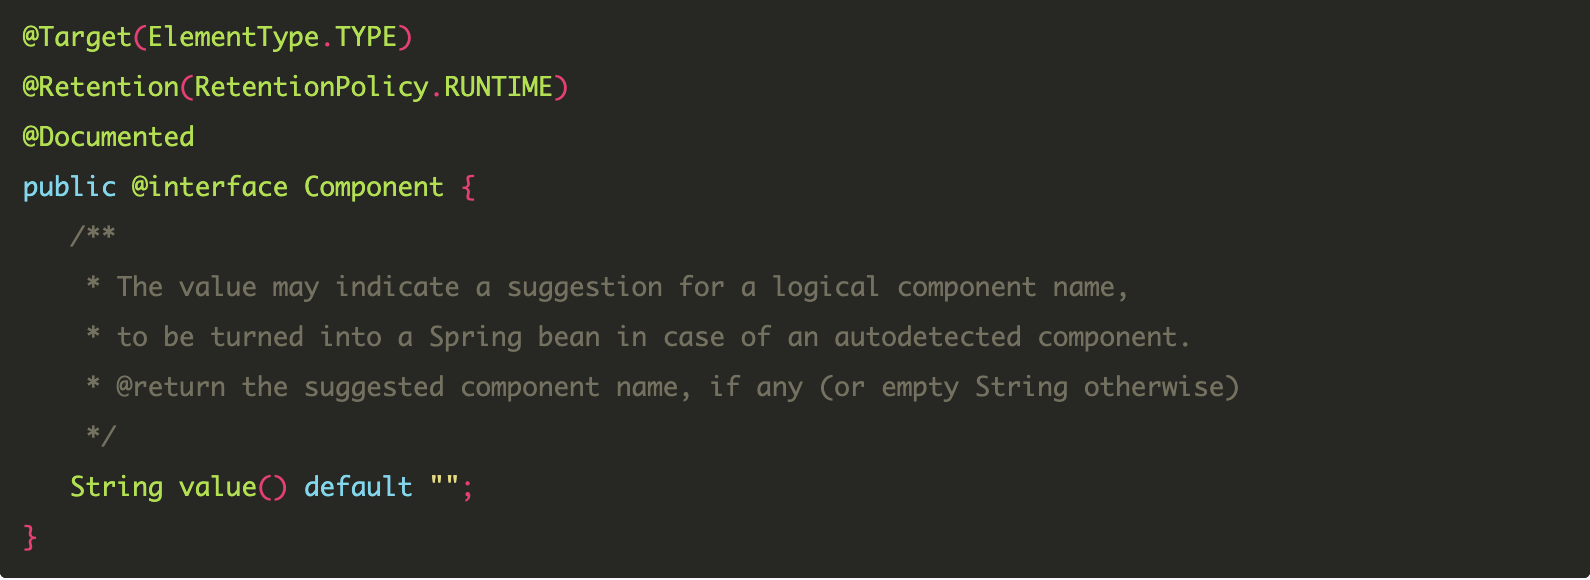 @Target(ElementType.TYPE)
@Retention(RetentionPolicy.RUNTIME)
@Documented
public @interface Component {
   /**
    * The value may indicate a suggestion for a logical component name,
    * to be turned into a Spring bean in case of an autodetected component.
    * @return the suggested component name, if any (or empty String otherwise)
    */
   String value() default "";
}